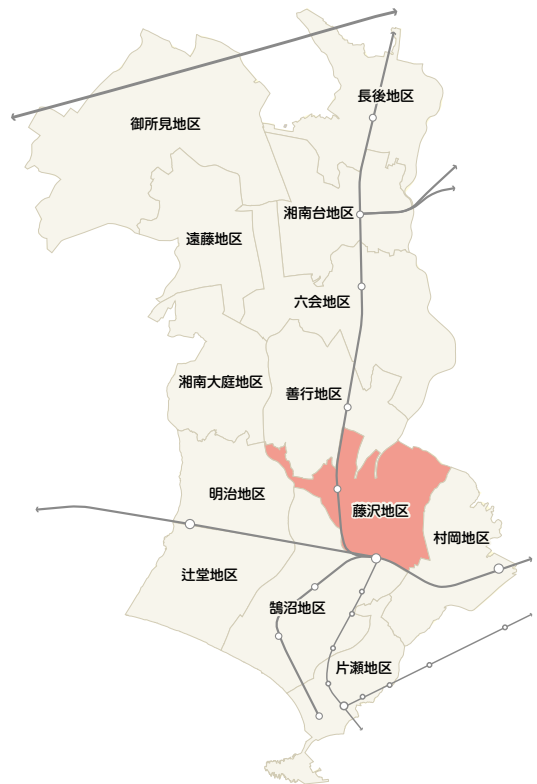 長後地区
御所見地区
湘南台地区
遠藤地区
六会地区
湘南大庭地区
善行地区
明治地区
藤沢地区
村岡地区
辻堂地区
鵠沼地区
片瀬地区